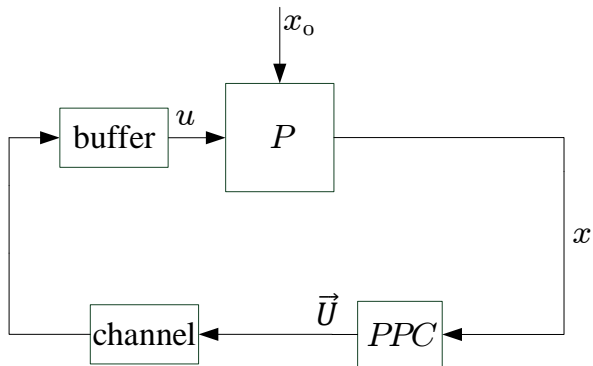 x₀
buffer
u
P
x
U⃗
channel
PPC